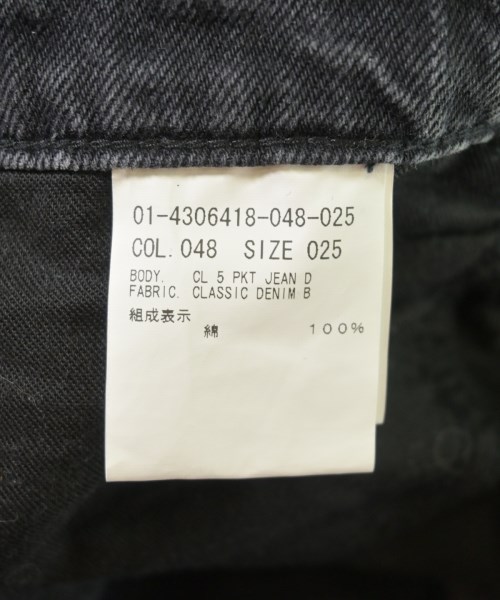 01-4306418-048-025
COL. 048 SIZE 025
BODY. CL 5 PKT JEAN D
FABRIC. CLASSIC DENIM B
組成表示
綿 100%